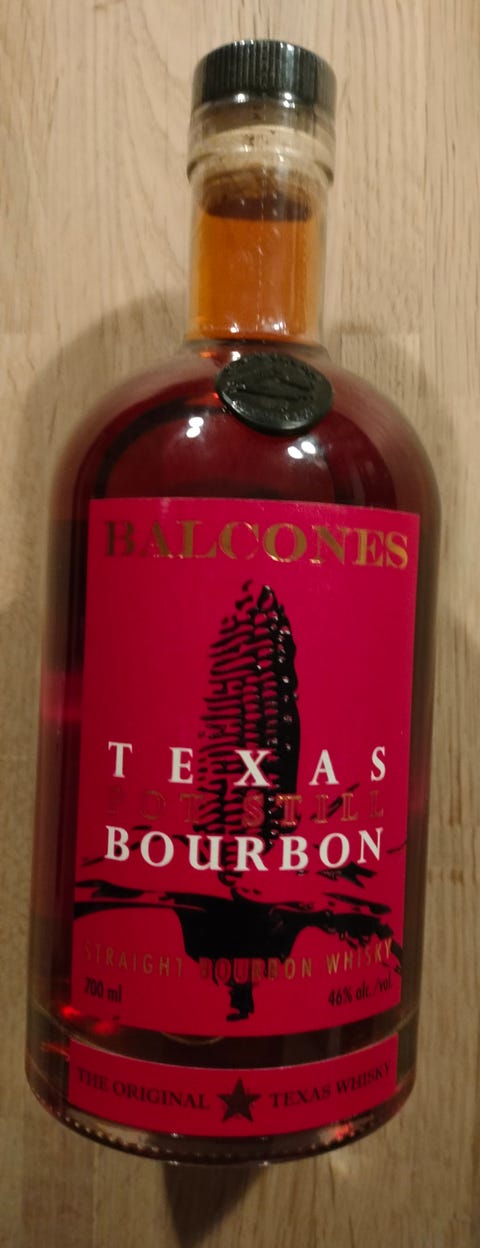 BALCONES
TEXAS
POT STILL
BOURBON
STRAIGHT BOURBON WHISKY
700 ml 46% alc./vol.
THE ORIGINAL ★ TEXAS WHISKY